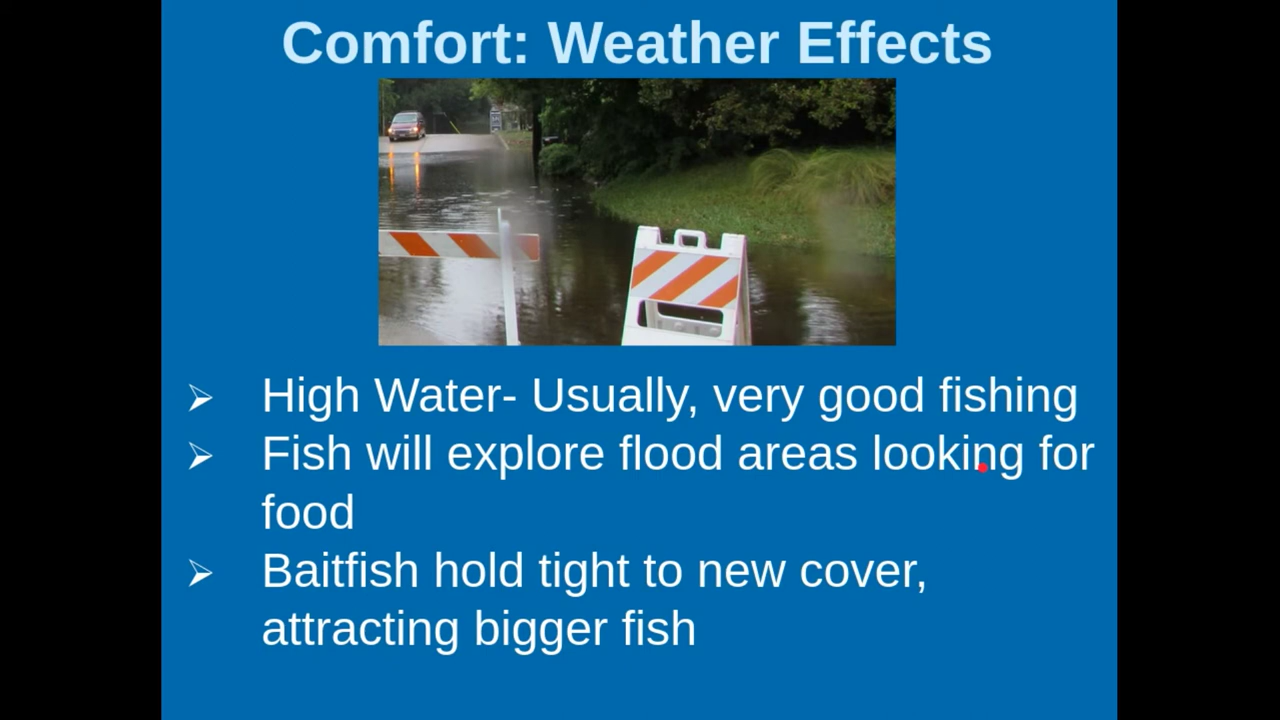 Comfort: Weather Effects
High Water- Usually, very good fishing
Fish will explore flood areas looking for
food
Baitfish hold tight to new cover,
attracting bigger fish